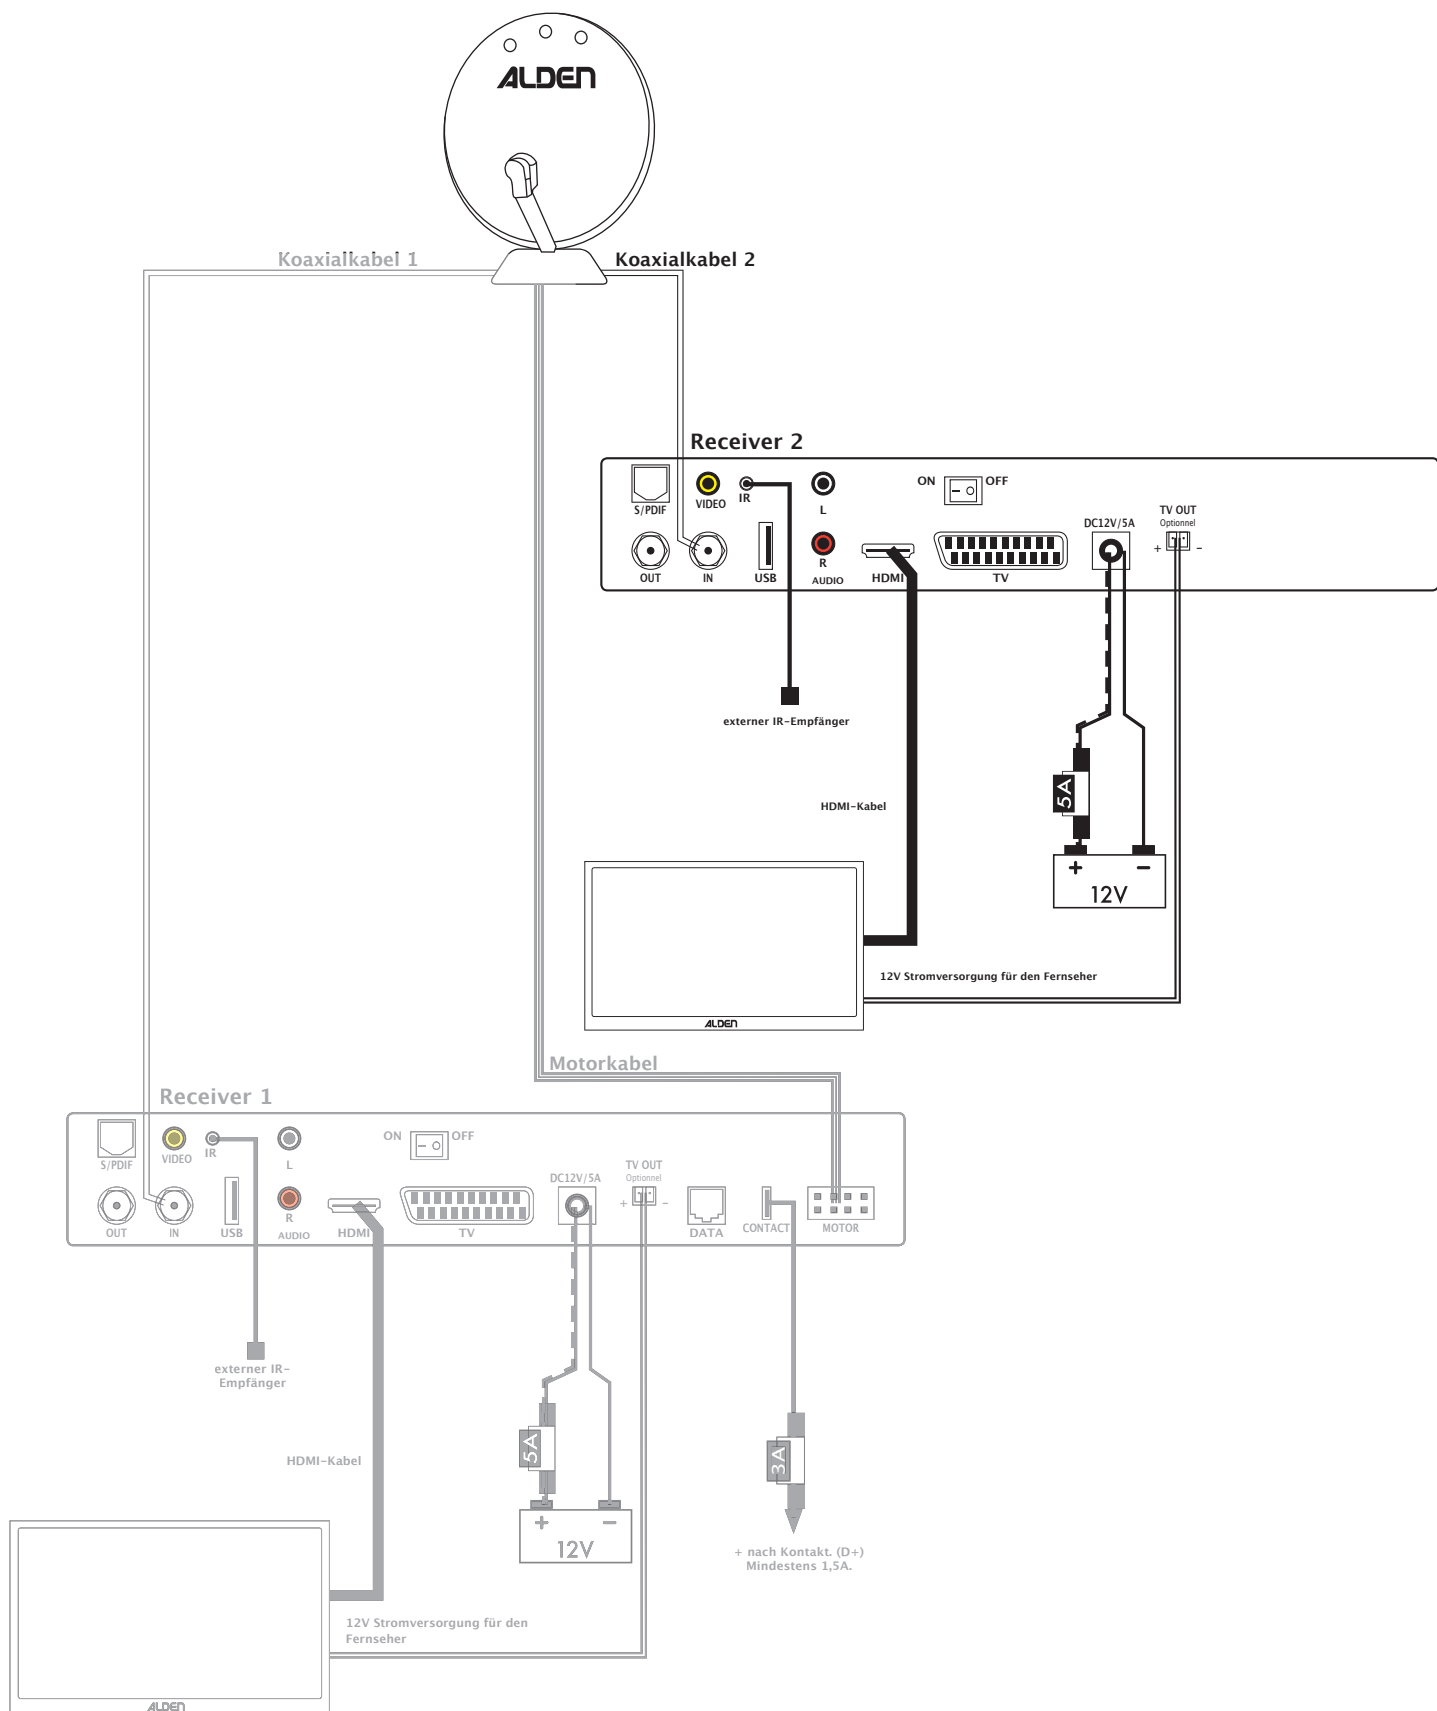 ALDEN
Koaxialkabel 1
Koaxialkabel 2
Receiver 2
S/PDIF
VIDEO
IR
L
ON
OFF
DC12V/5A
TV OUT
Optionnel
+
-
OUT
IN
USB
R
AUDIO
HDMI
TV
externer IR-Empfänger
5A
HDMI-Kabel
+
-
12V
12V Stromversorgung für den Fernseher
ALDEN
Motorkabel
Receiver 1
S/PDIF
VIDEO
IR
L
ON
OFF
DC12V/5A
TV OUT
Optionnel
+
-
OUT
IN
USB
R
AUDIO
HDMI
TV
DATA
CONTACT
MOTOR
externer IR-
Empfänger
5A
3A
HDMI-Kabel
+
-
12V
+ nach Kontakt. (D+)
Mindestens 1,5A.
12V Stromversorgung für den
Fernseher
ALDEN